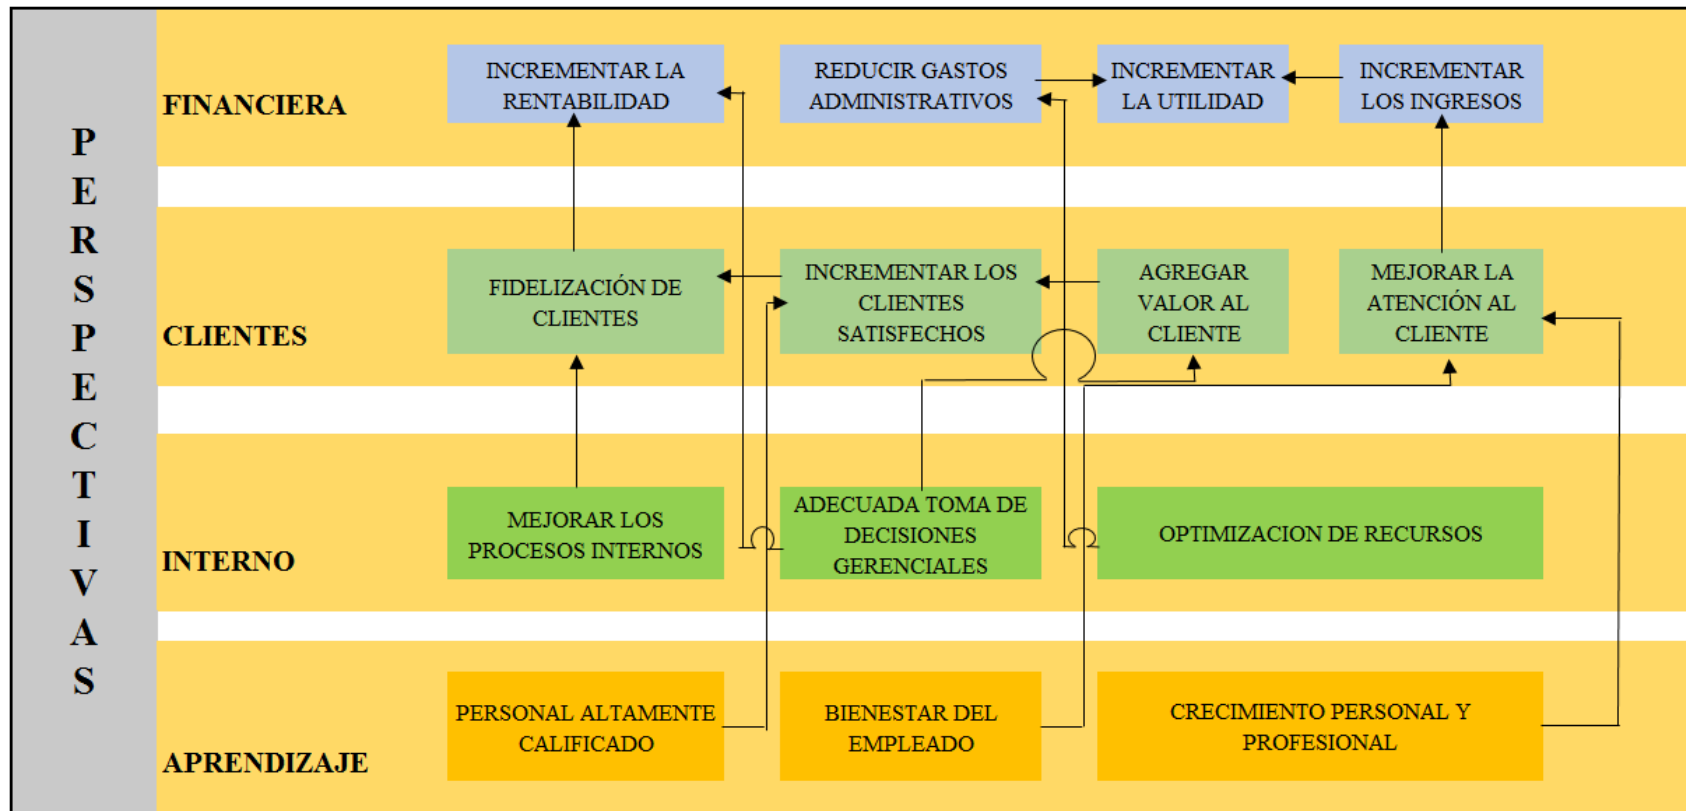 PERSPECTIVAS
FINANCIERA
INCREMENTAR LA
RENTABILIDAD
REDUCIR GASTOS
ADMINISTRATIVOS
INCREMENTAR
LA UTILIDAD
INCREMENTAR
LOS INGRESOS
CLIENTES
FIDELIZACIÓN DE
CLIENTES
INCREMENTAR LOS
CLIENTES
SATISFECHOS
AGREGAR
VALOR AL
CLIENTE
MEJORAR LA
ATENCIÓN AL
CLIENTE
INTERNO
MEJORAR LOS
PROCESOS INTERNOS
ADECUADA TOMA DE
DECISIONES
GERENCIALES
OPTIMIZACION DE RECURSOS
APRENDIZAJE
PERSONAL ALTAMENTE
CALIFICADO
BIENESTAR DEL
EMPLEADO
CRECIMIENTO PERSONAL Y
PROFESIONAL